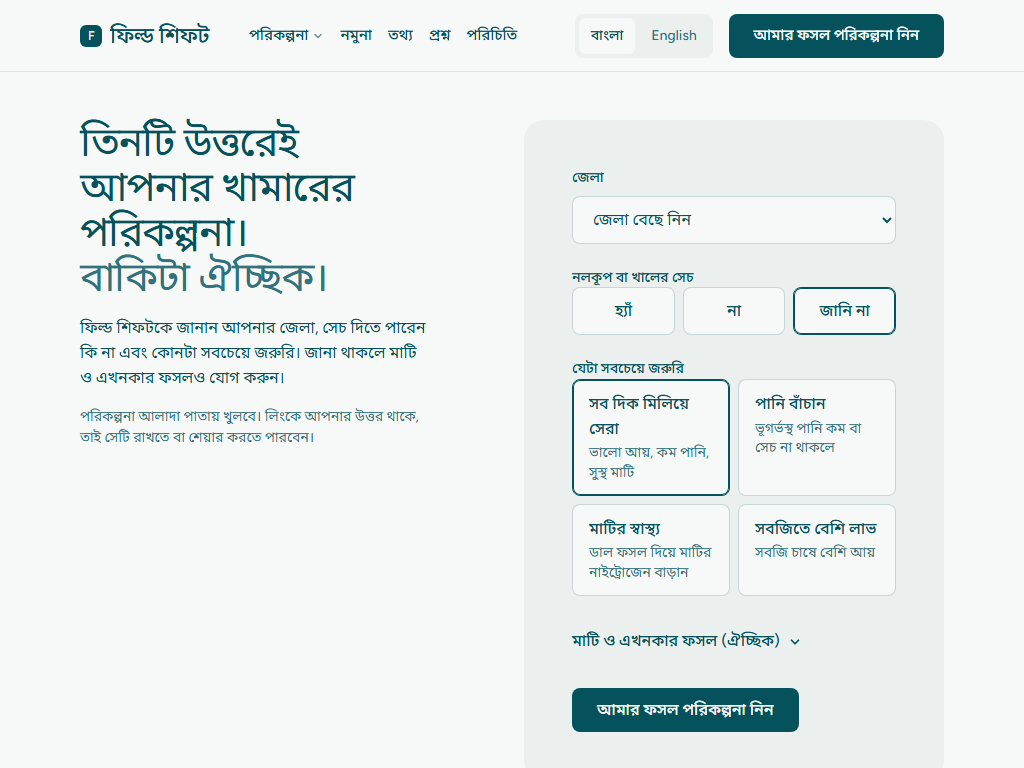 F ফিল্ড শিফট
পরিকল্পনা নমুনা তথ্য প্রশ্ন পরিচিতি
বাংলা English
আমার ফসল পরিকল্পনা নিন
তিনটি উত্তরেই
আপনার খামারের
পরিকল্পনা।
বাকিটা ঐচ্ছিক।
ফিল্ড শিফটকে জানান আপনার জেলা, সেচ দিতে পারেন
কি না এবং কোনটা সবচেয়ে জরুরি। জানা থাকলে মাটি
ও এখনকার ফসলও যোগ করুন।
পরিকল্পনা আলাদা পাতায় খুলবে। লিংকে আপনার উত্তর থাকে,
তাই সেটি রাখতে বা শেয়ার করতে পারবেন।
জেলা
জেলা বেছে নিন
নলকূপ বা খালের সেচ
হ্যাঁ না জানি না
যেটা সবচেয়ে জরুরি
সব দিক মিলিয়ে
সেরা
ভালো আয়, কম পানি,
সুস্থ মাটি
পানি বাঁচান
ভূগর্ভস্থ পানি কম বা
সেচ না থাকলে
মাটির স্বাস্থ্য
ডাল ফসল দিয়ে মাটির
নাইট্রোজেন বাড়ান
সবজিতে বেশি লাভ
সবজি চাষে বেশি আয়
মাটি ও এখনকার ফসল (ঐচ্ছিক)
আমার ফসল পরিকল্পনা নিন